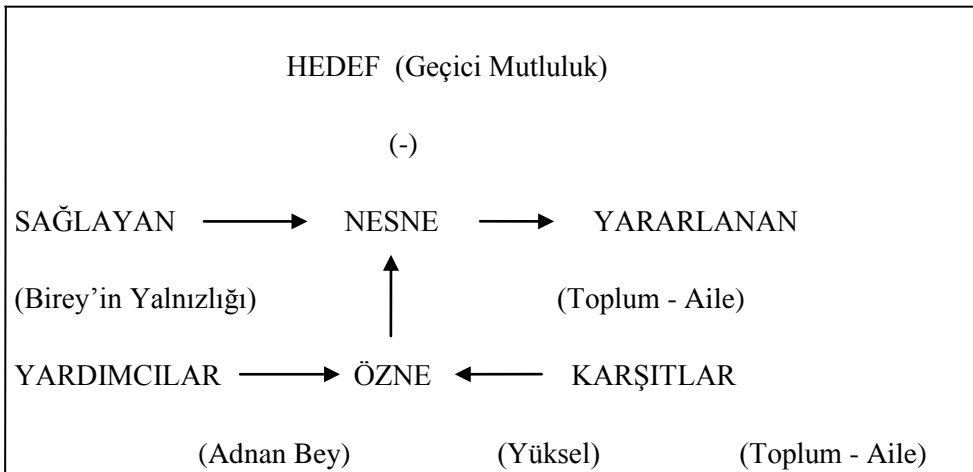 HEDEF (Geçici Mutluluk)
(-)
SAĞLAYAN NESNE YARARLANAN
(Birey’in Yalnızlığı) (Toplum - Aile)
YARDIMCILAR ÖZNE KARŞITLAR
(Adnan Bey) (Yüksel) (Toplum - Aile)